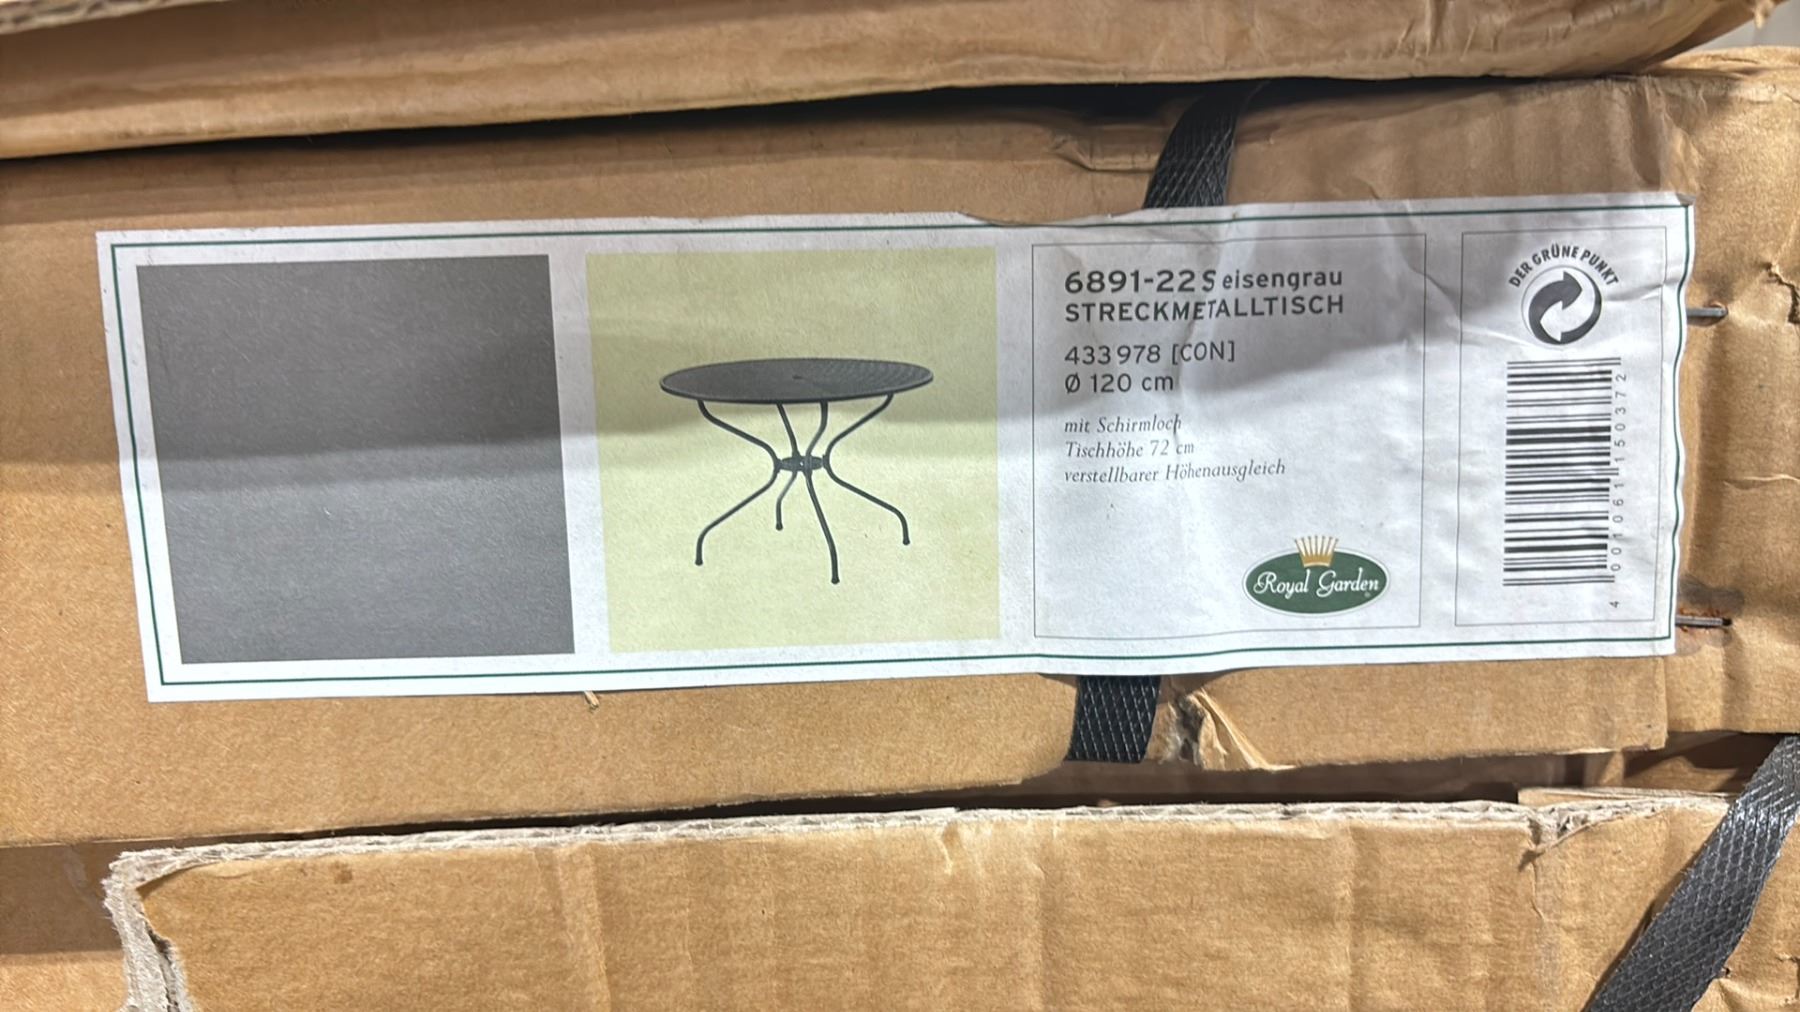 6891-22 S eisengrau
STRECKMETALLTISCH
433 978 [CON]
Ø 120 cm
mit Schirmloch
Tischhöhe 72 cm
verstellbarer Höhenausgleich
Royal Garden
DER GRÜNE PUNKT
4 001061 150372